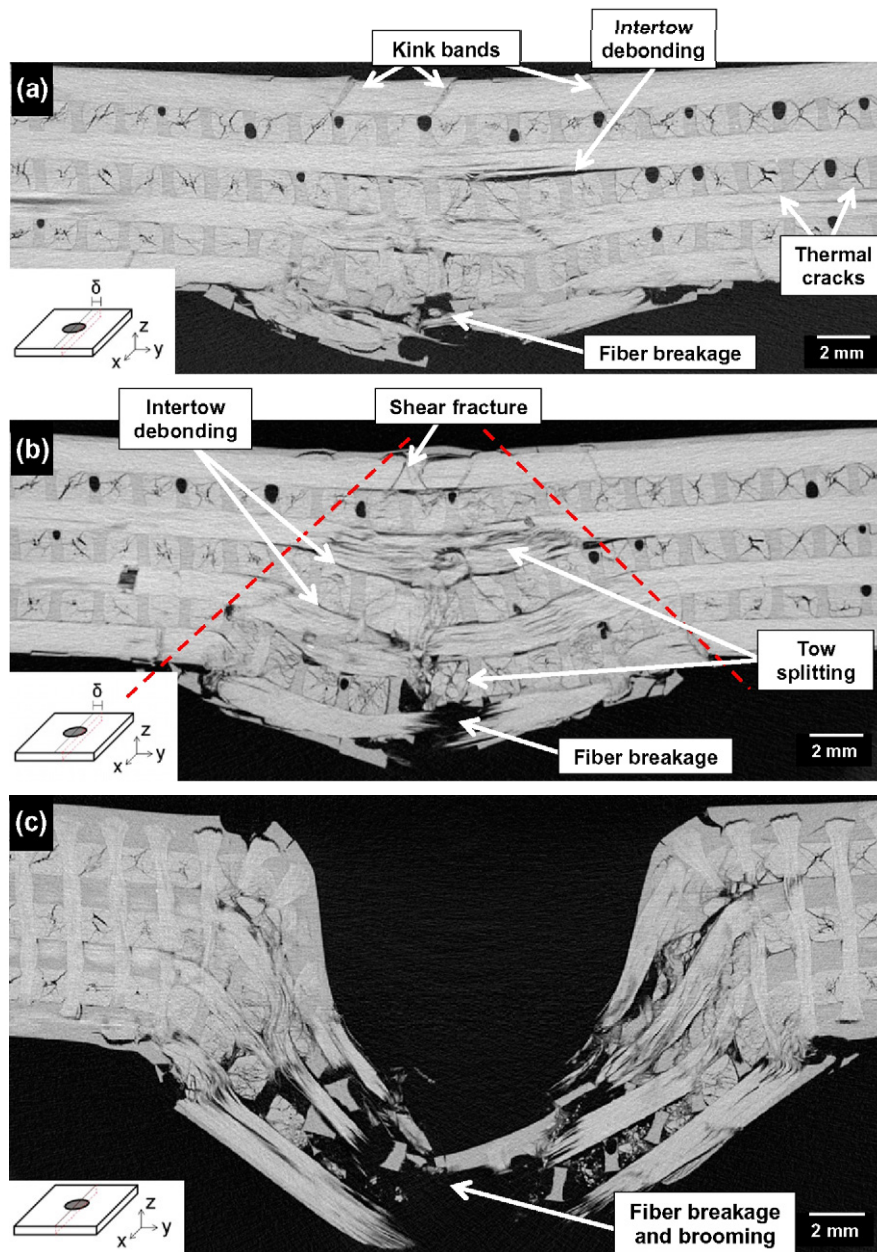 (a)
Kink bands
Intertow
debonding
Thermal
cracks
Fiber breakage
2 mm
δ
z
x
y
(b)
Intertow
debonding
Shear fracture
Tow
splitting
Fiber breakage
2 mm
δ
z
x
y
(c)
Fiber breakage
and brooming
2 mm
z
x
y